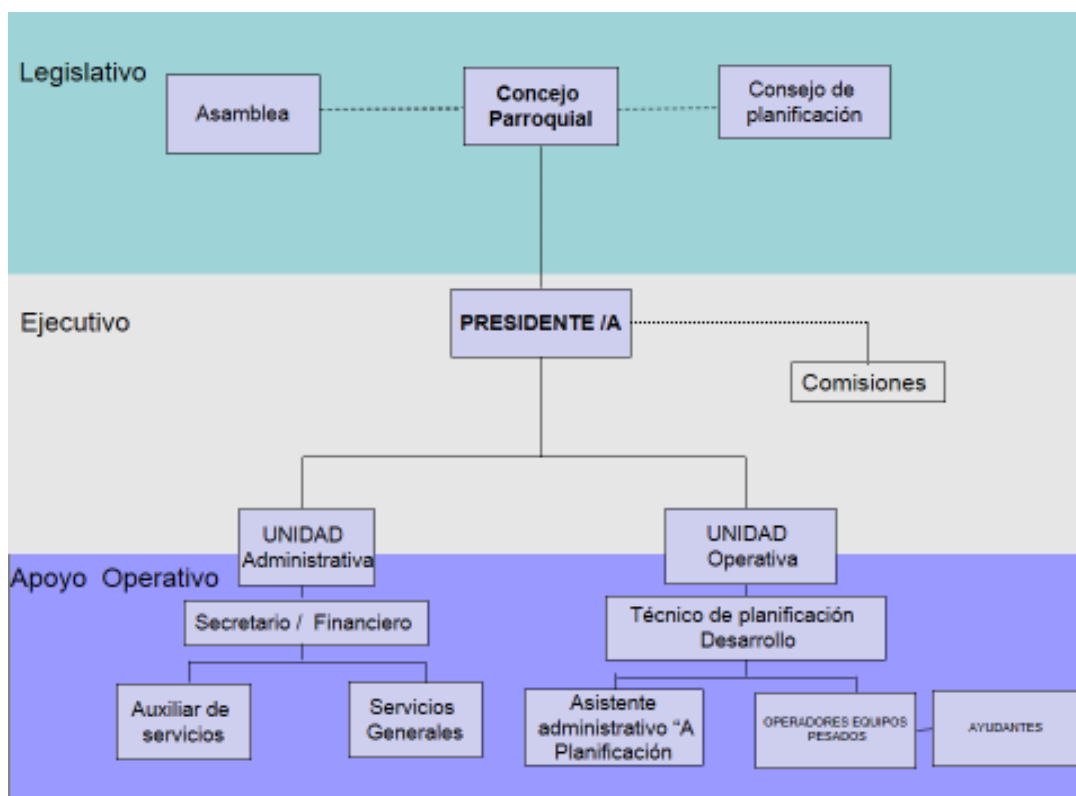 Legislativo
Asamblea
Concejo
Parroquial
Consejo de
planificación
Ejecutivo
PRESIDENTE /A
Comisiones
UNIDAD
Administrativa
UNIDAD
Operativa
Apoyo Operativo
Secretario / Financiero
Técnico de planificación
Desarrollo
Auxiliar de
servicios
Servicios
Generales
Asistente
administrativo “A
Planificación
OPERADORES EQUIPOS
PESADOS
AYUDANTES